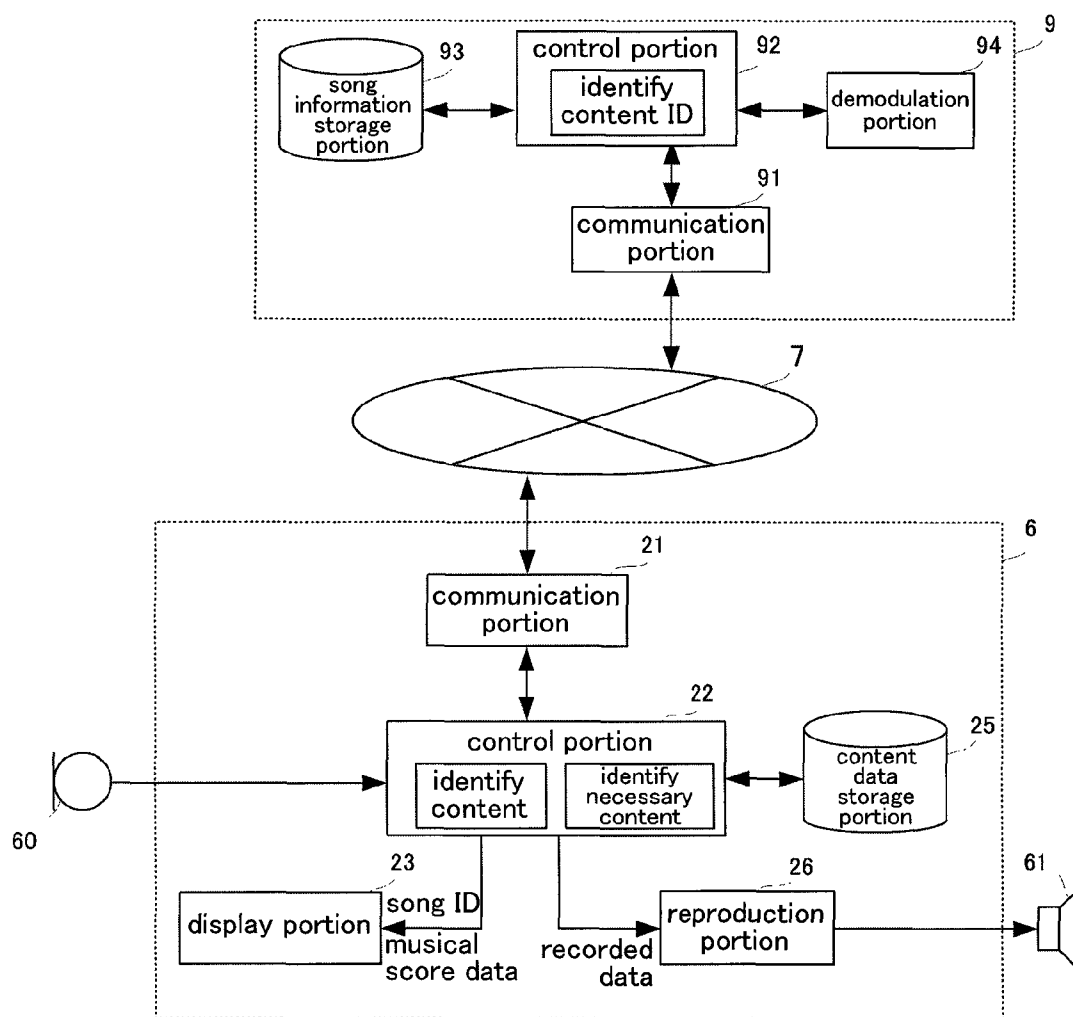 9
93
song
information
storage
portion
control portion
92
identify
content ID
94
demodulation
portion
91
communication
portion
7
6
21
communication
portion
22
control portion
identify
content
identify
necessary
content
25
content
data
storage
portion
60
23
display portion
song ID
musical
score data
recorded
data
26
reproduction
portion
61